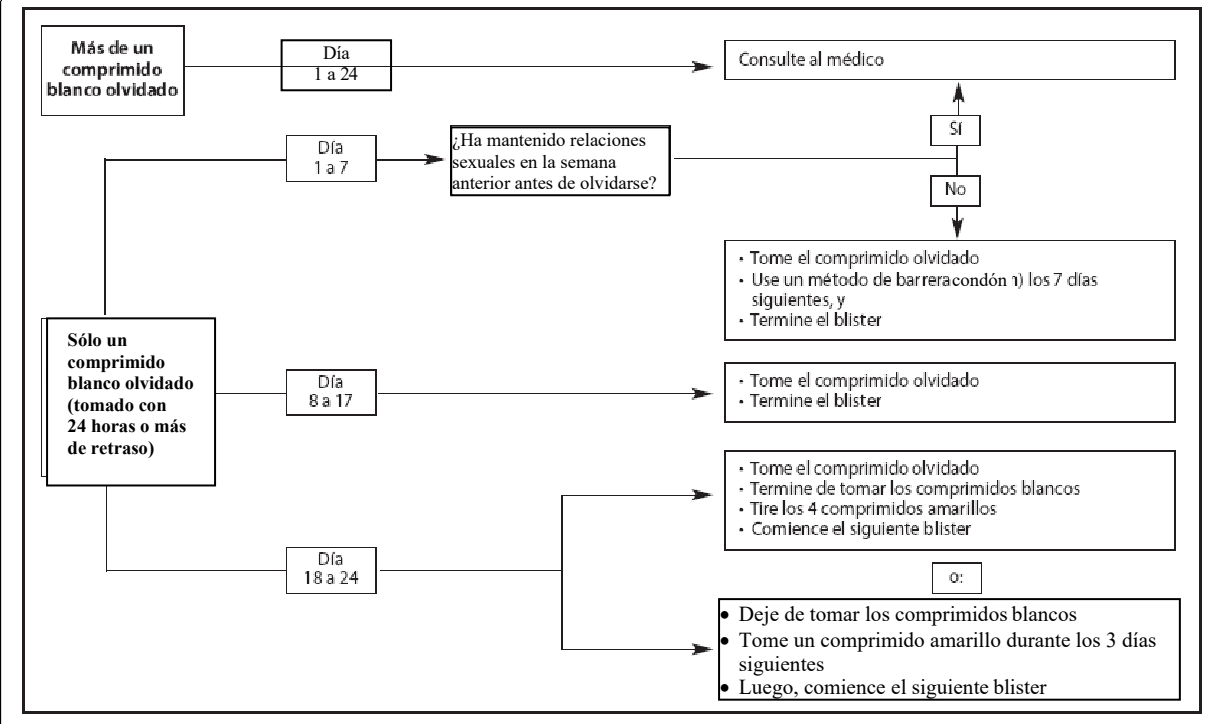 Más de un
comprimido
blanco olvidado
Día
1 a 24
Consulte al médico
Sí
Día
1 a 7
¿Ha mantenido relaciones
sexuales en la semana
anterior antes de olvidarse?
No
• Tome el comprimido olvidado
• Use un método de barreracondón ) los 7 días
siguientes, y
• Termine el blister
Sólo un
comprimido
blanco olvidado
(tomado con
24 horas o más
de retraso)
Día
8 a 17
• Tome el comprimido olvidado
• Termine el blister
Día
18 a 24
• Tome el comprimido olvidado
• Termine de tomar los comprimidos blancos
• Tire los 4 comprimidos amarillos
• Comience el siguiente blister
o:
• Deje de tomar los comprimidos blancos
• Tome un comprimido amarillo durante los 3 días
siguientes
• Luego, comience el siguiente blister